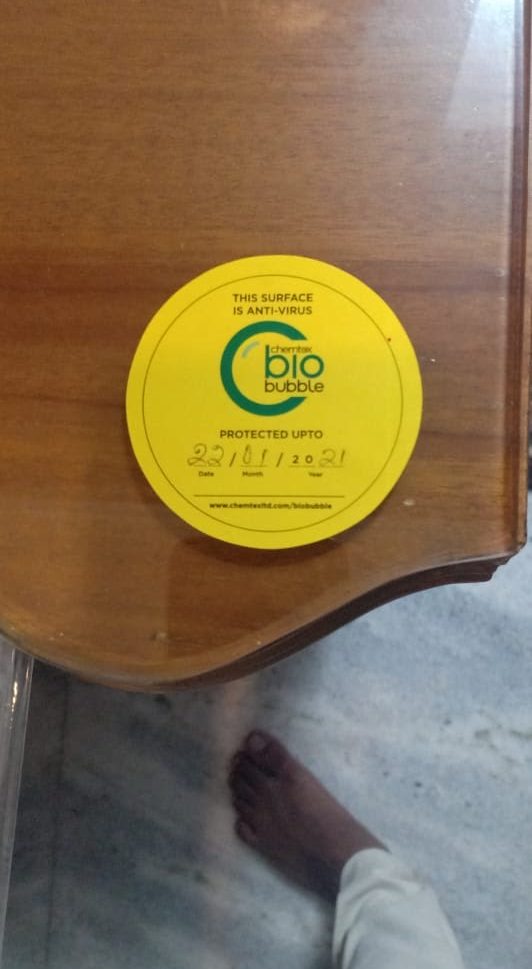 THIS SURFACE
IS ANTI-VIRUS
chemtex
bio
bubble
PROTECTED UPTO
22/01/2021
Date Month Year
www.chemtexltd.com/biobubble